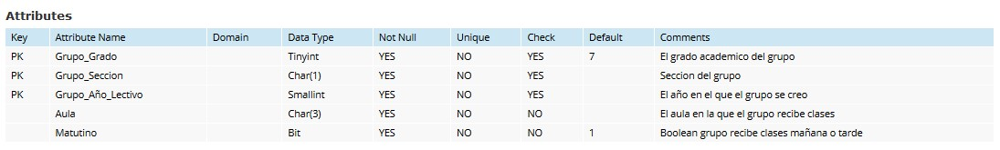 Attributes
Key Attribute Name Domain Data Type Not Null Unique Check Default Comments
PK Grupo_Grado Tinyint YES NO YES 7 El grado academico del grupo
PK Grupo_Seccion Char(1) YES NO YES Seccion del grupo
PK Grupo_Año_Lectivo Smallint YES NO YES El año en el que el grupo se creo
Aula Char(3) YES NO NO El aula en la que el grupo recibe clases
Matutino Bit YES NO NO 1 Boolean grupo recibe clases mañana o tarde